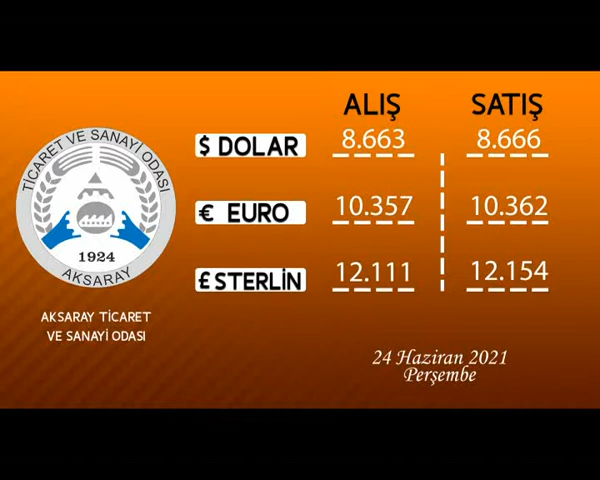 ALIŞ SATIŞ
$ DOLAR 8.663 8.666
€ EURO 10.357 10.362
£ STERLİN 12.111 12.154
TİCARET VE SANAYİ ODASI
1924
AKSARAY
AKSARAY TİCARET
VE SANAYİ ODASI
24 Haziran 2021
Perşembe